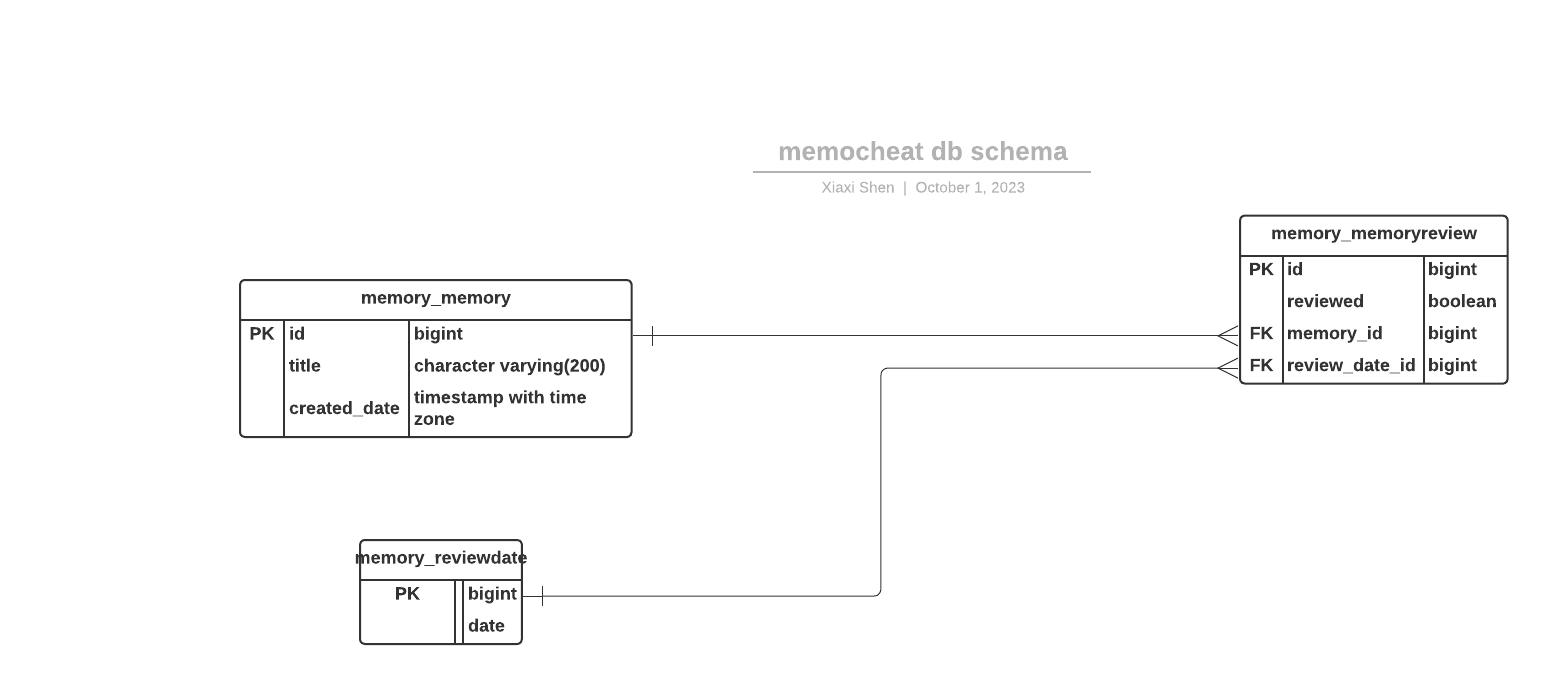 memocheat db schema
Xiaxi Shen | October 1, 2023
memory_memoryreview
PK id bigint
reviewed boolean
FK memory_id bigint
FK review_date_id bigint
memory_memory
PK id bigint
title character varying(200)
created_date timestamp with time
zone
memory_reviewdate
PK bigint
date